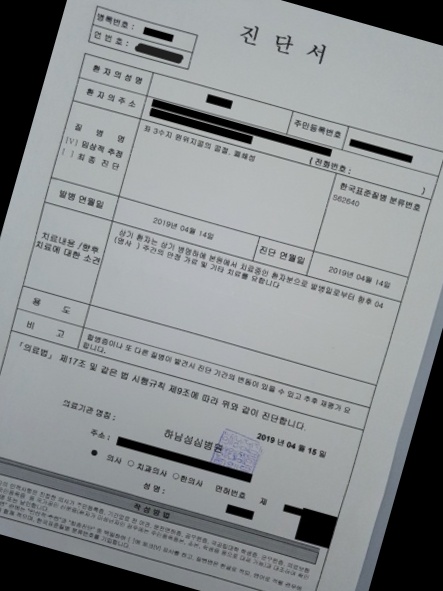 진 단 서
병록번호 :
연 번 호 :
환 자 의 성 명
주민등록번호
환 자 의 주 소
( 전화번호 : )
질 병 명
[V] 임상적 추정
[ ] 최 종 진 단
좌 3수지 원위지골의 골절, 폐쇄성
한국표준질병 분류번호
S62640
발병 연월일
2019년 04월 14일
진단 연월일
2019년 04월 14일
치료내용 /향후
치료에 대한 소견
상기 환자는 상기 병명하에 본원에서 치료중인 환자분으로 발병일로부터 향후 04
주간의 안정 가료 및 기타 치료를 요합니다
용 도
비 고
합병증이나 또 다른 질병이 발견시 진단 기간의 변동이 있을 수 있고 추후 재평가 요
합니다.
「의료법」 제17조 및 같은 법 시행규칙 제9조에 따라 위와 같이 진단합니다.
2019 년 04 월 15 일
의료기관 명칭 :
하남성심병원
주소 :
● 의사 ○ 치과의사 ○ 한의사 면허번호 제
성 명 :
작 성 방 법